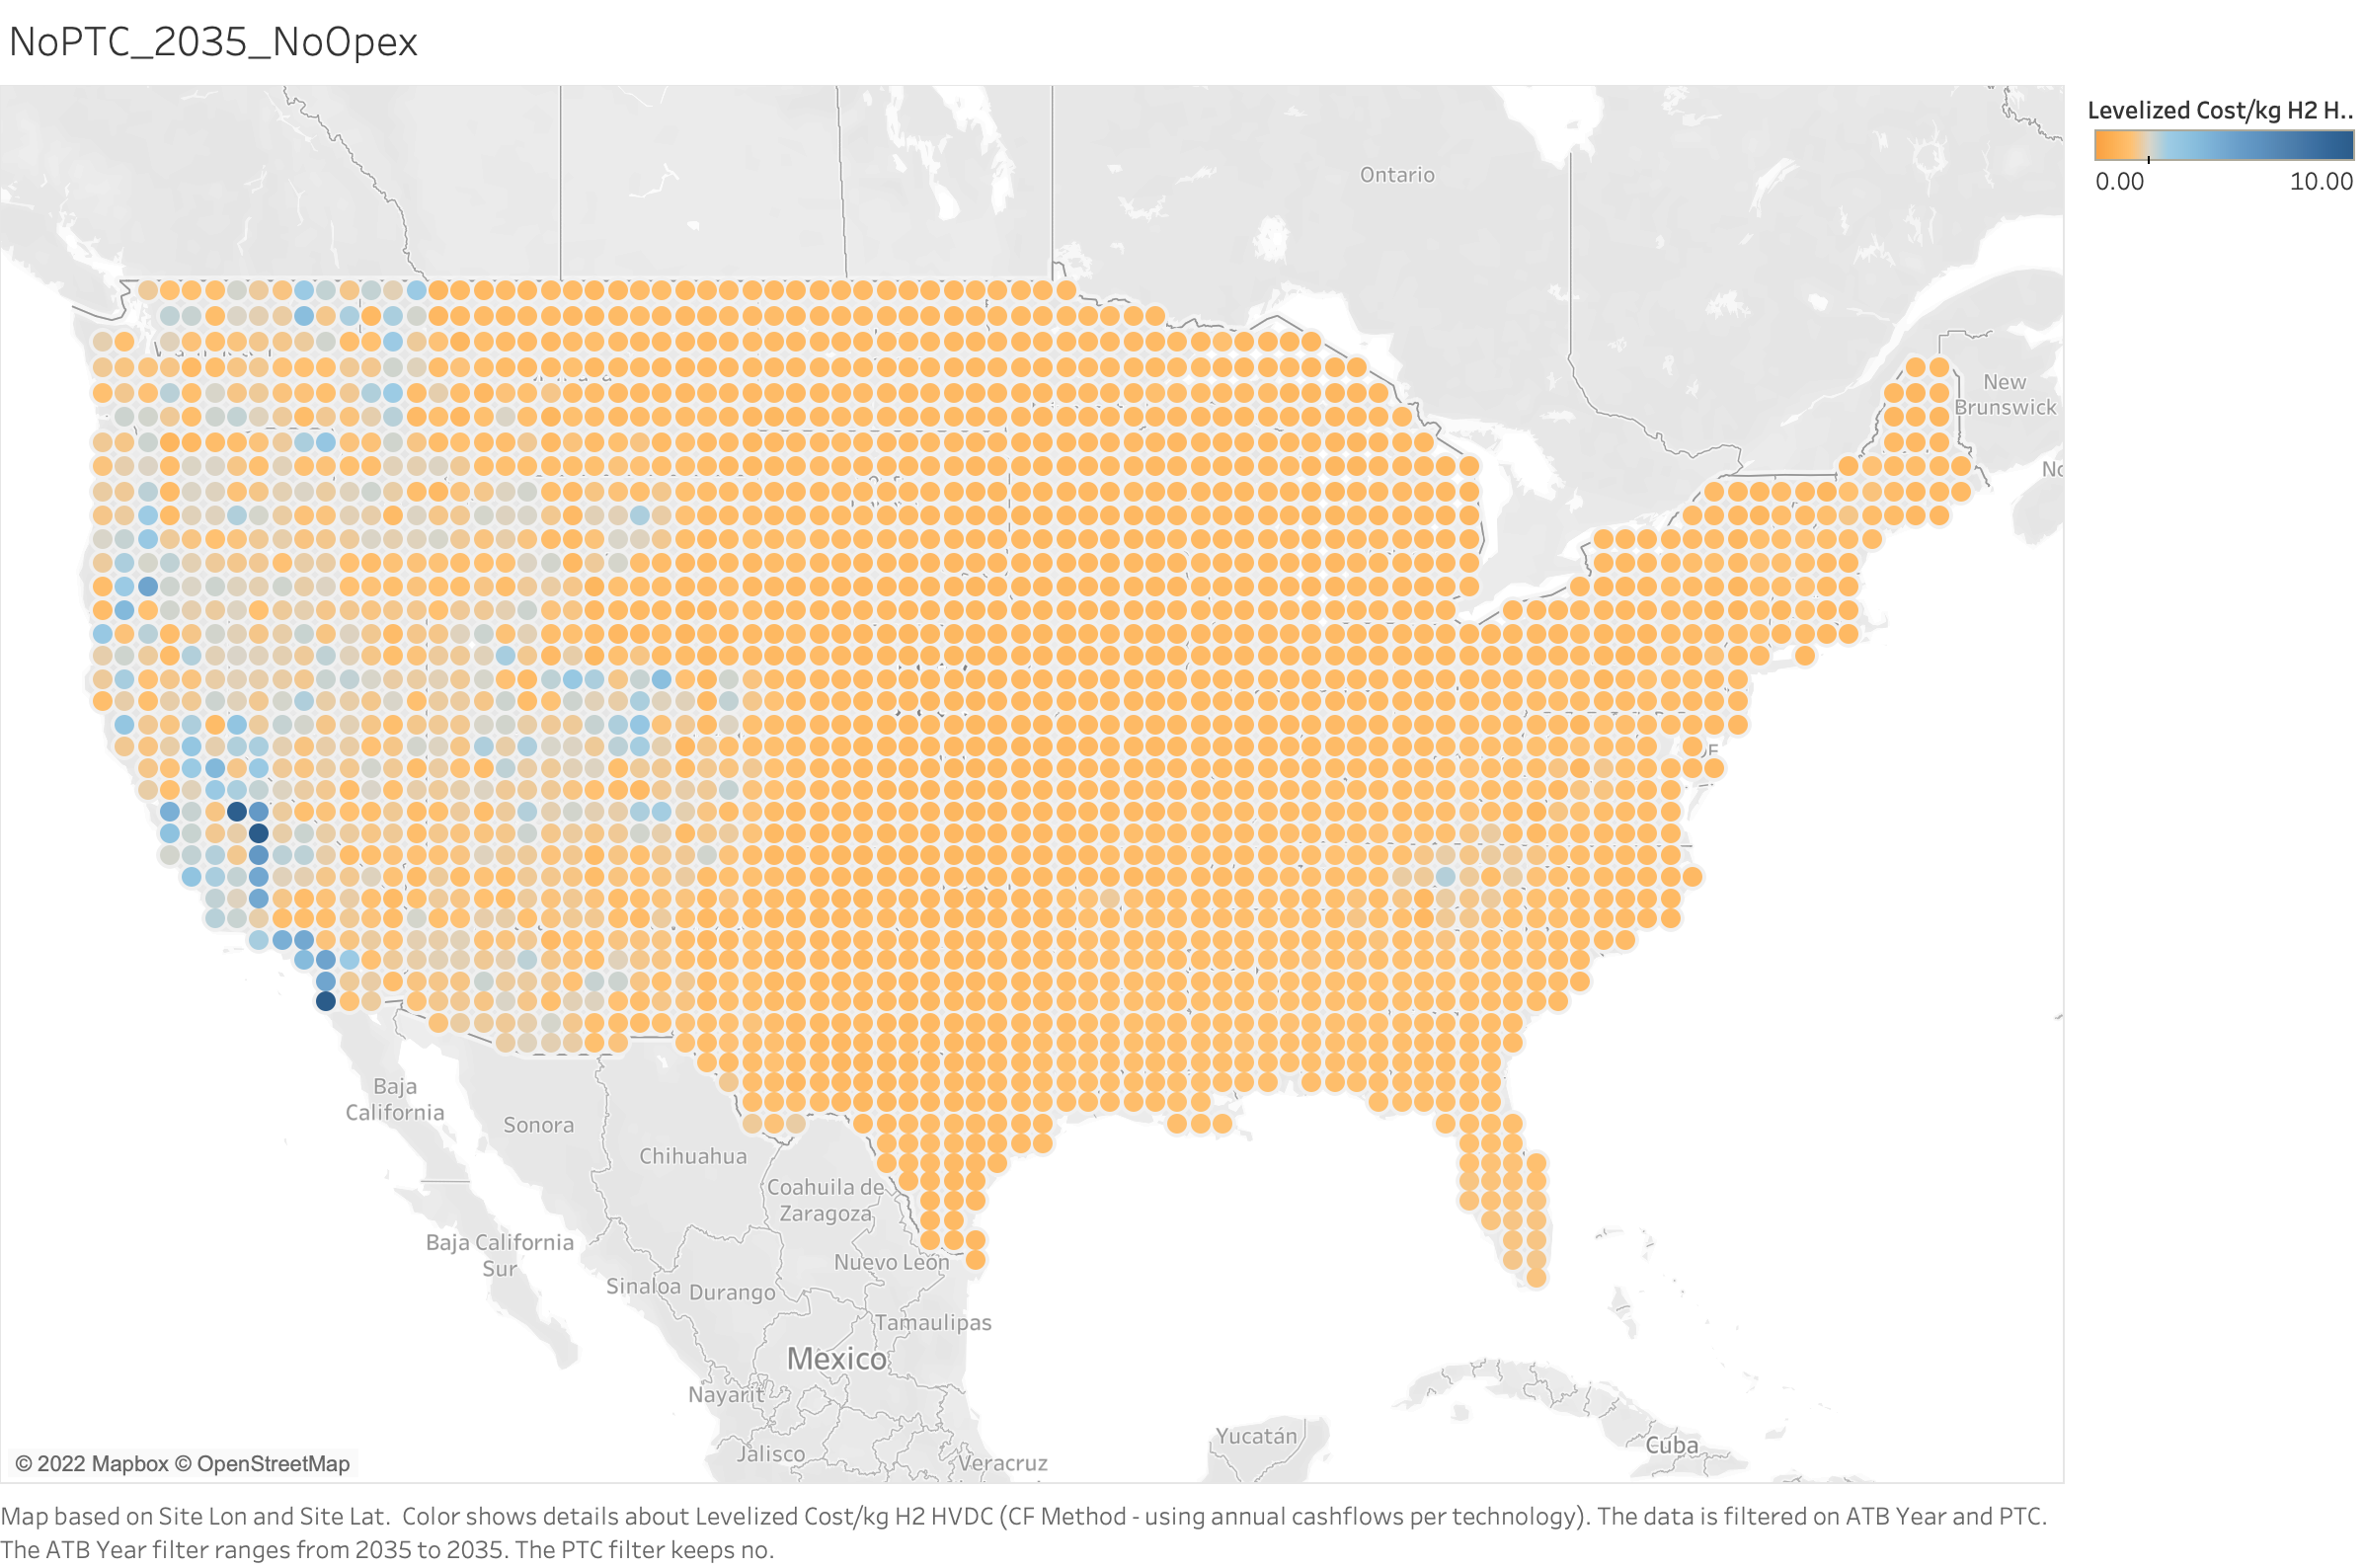 NoPTC_2035_NoOpex
Levelized Cost/kg H2 H..
0.00
10.00
Ontario
New
Brunswick
Baja
California
Sonora
Chihuahua
Coahuila de
Zaragoza
Baja California
Sur
Nuevo León
Sinaloa
Durango
Tamaulipas
Mexico
Nayarit
Jalisco
Veracruz
Yucatán
Cuba
© 2022 Mapbox © OpenStreetMap
Map based on Site Lon and Site Lat. Color shows details about Levelized Cost/kg H2 HVDC (CF Method - using annual cashflows per technology). The data is filtered on ATB Year and PTC.
The ATB Year filter ranges from 2035 to 2035. The PTC filter keeps no.